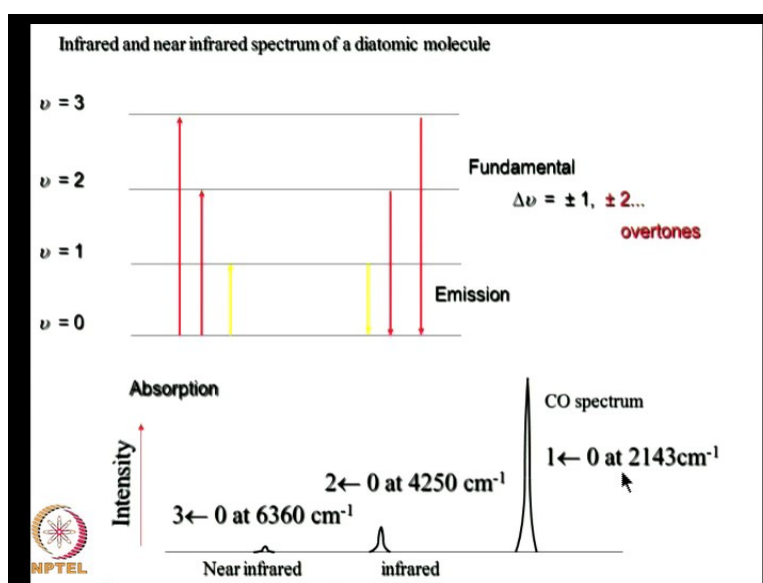 Infrared and near infrared spectrum of a diatomic molecule
υ = 3
υ = 2
υ = 1
υ = 0
Fundamental
Δυ = ± 1, ± 2...
overtones
Emission
Absorption
Intensity
CO spectrum
1← 0 at 2143cm⁻¹
2← 0 at 4250 cm⁻¹
3← 0 at 6360 cm⁻¹
Near infrared
infrared
NPTEL